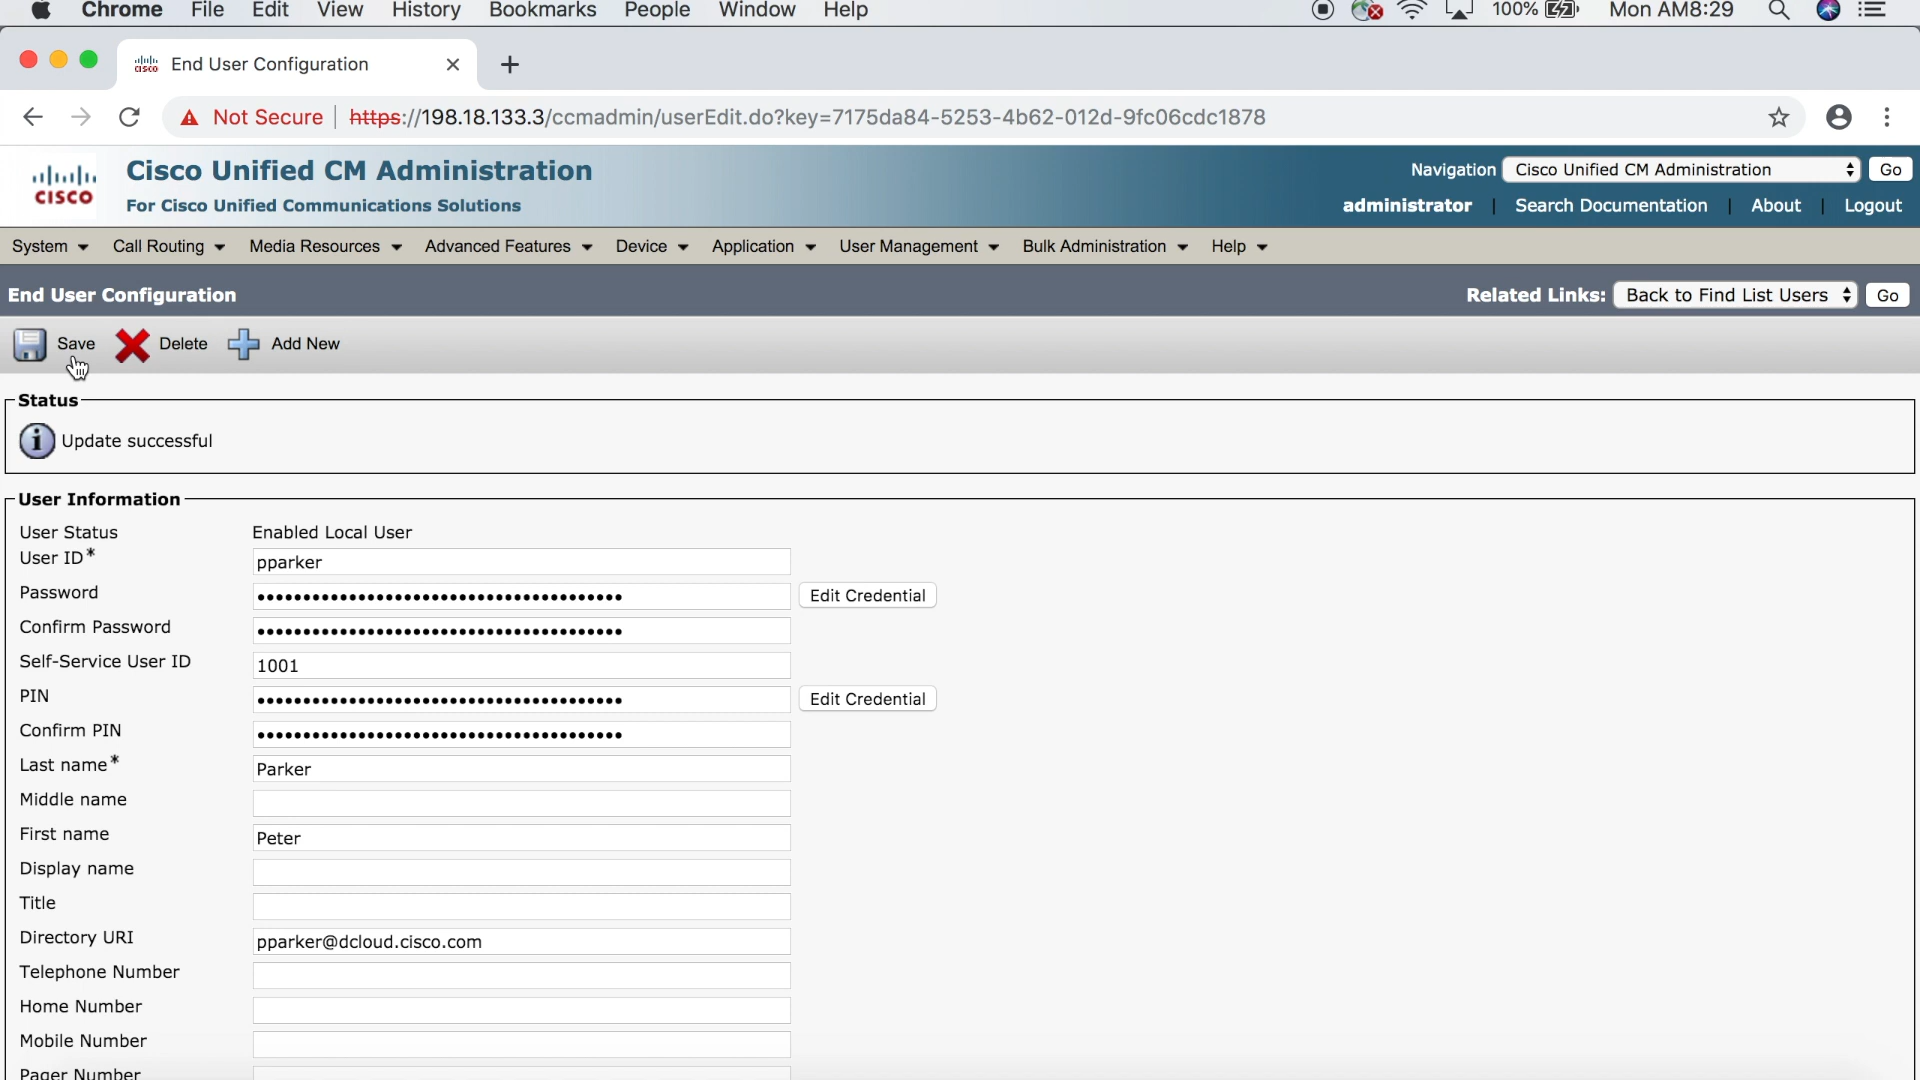 Chrome File Edit View History Bookmarks People Window Help 100% Mon AM8:29
End User Configuration
Not Secure https://198.18.133.3/ccmadmin/userEdit.do?key=7175da84-5253-4b62-012d-9fc06cdc1878
CISCO Cisco Unified CM Administration Navigation Cisco Unified CM Administration Go
For Cisco Unified Communications Solutions administrator Search Documentation About Logout
System Call Routing Media Resources Advanced Features Device Application User Management Bulk Administration Help
End User Configuration Related Links: Back to Find List Users Go
Save Delete Add New
Status
Update successful
User Information
User Status Enabled Local User
User ID* pparker
Password •••••••••••••••••••••••••••••••••••••••• Edit Credential
Confirm Password ••••••••••••••••••••••••••••••••••••••••
Self-Service User ID 1001
PIN •••••••••••••••••••••••••••••••••••••••• Edit Credential
Confirm PIN ••••••••••••••••••••••••••••••••••••••••
Last name* Parker
Middle name
First name Peter
Display name
Title
Directory URI pparker@dcloud.cisco.com
Telephone Number
Home Number
Mobile Number
Pager Number